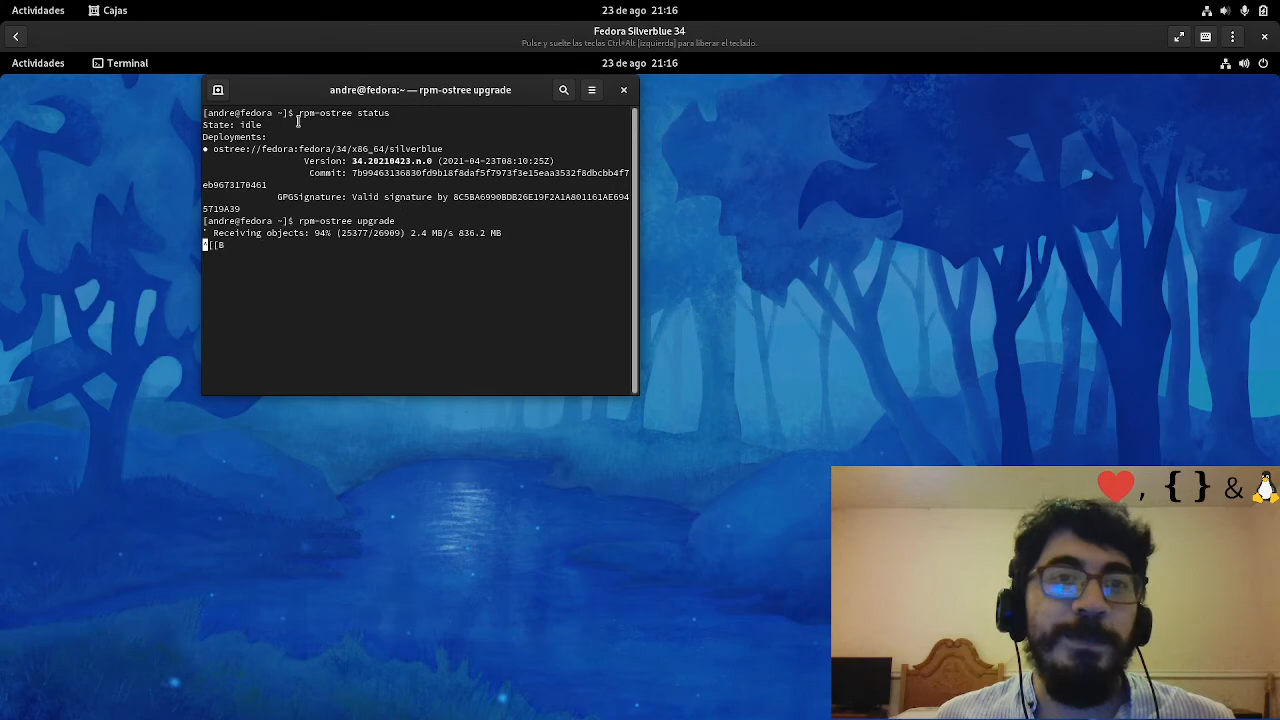 Actividades Cajas 23 de ago 21:16
Fedora Silverblue 34
Pulse y suelte las teclas Ctrl+Alt [izquierda] para liberar el teclado.
Actividades Terminal 23 de ago 21:16
andre@fedora:~ — rpm-ostree upgrade
[andre@fedora ~]$ rpm-ostree status
State: idle
Deployments:
● ostree://fedora:fedora/34/x86_64/silverblue
Version: 34.20210423.n.0 (2021-04-23T08:10:25Z)
Commit: 7b99463136830fd9b18f8daf5f7973f3e15eaa3532f8dbcbb4f7
eb9673170461
GPGSignature: Valid signature by 8C5BA6990BDB26E19F2A1A801161AE694
5719A39
[andre@fedora ~]$ rpm-ostree upgrade
Receiving objects: 94% (25377/26909) 2.4 MB/s 836.2 MB
^[[B
, { } &